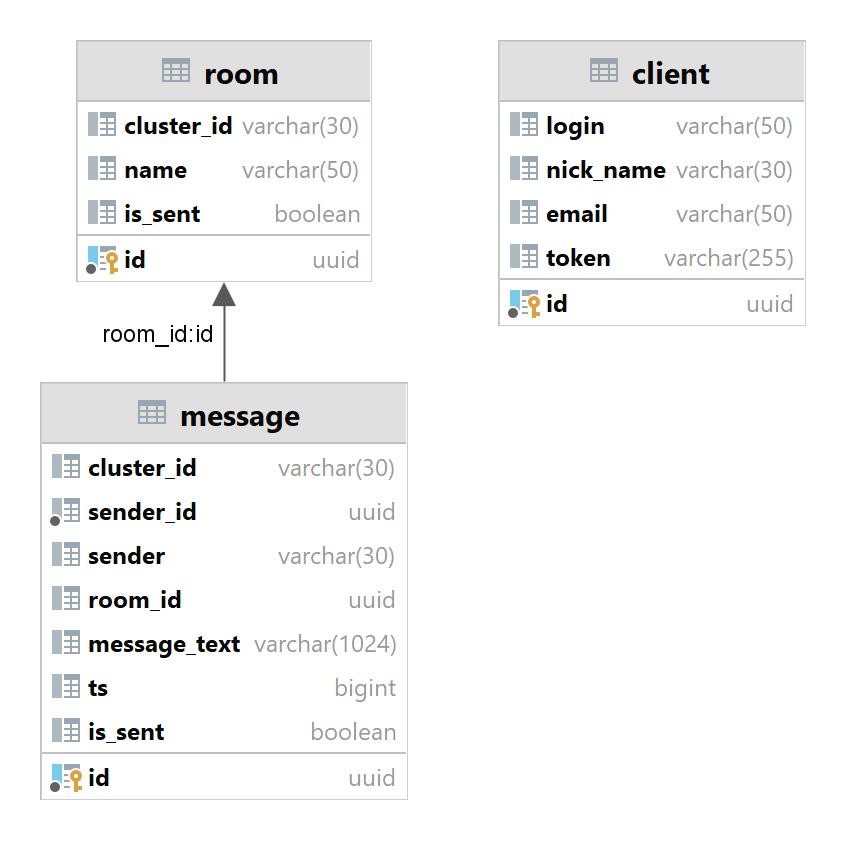 room
cluster_id varchar(30)
name varchar(50)
is_sent boolean
id uuid
client
login varchar(50)
nick_name varchar(30)
email varchar(50)
token varchar(255)
id uuid
room_id:id
message
cluster_id varchar(30)
sender_id uuid
sender varchar(30)
room_id uuid
message_text varchar(1024)
ts bigint
is_sent boolean
id uuid